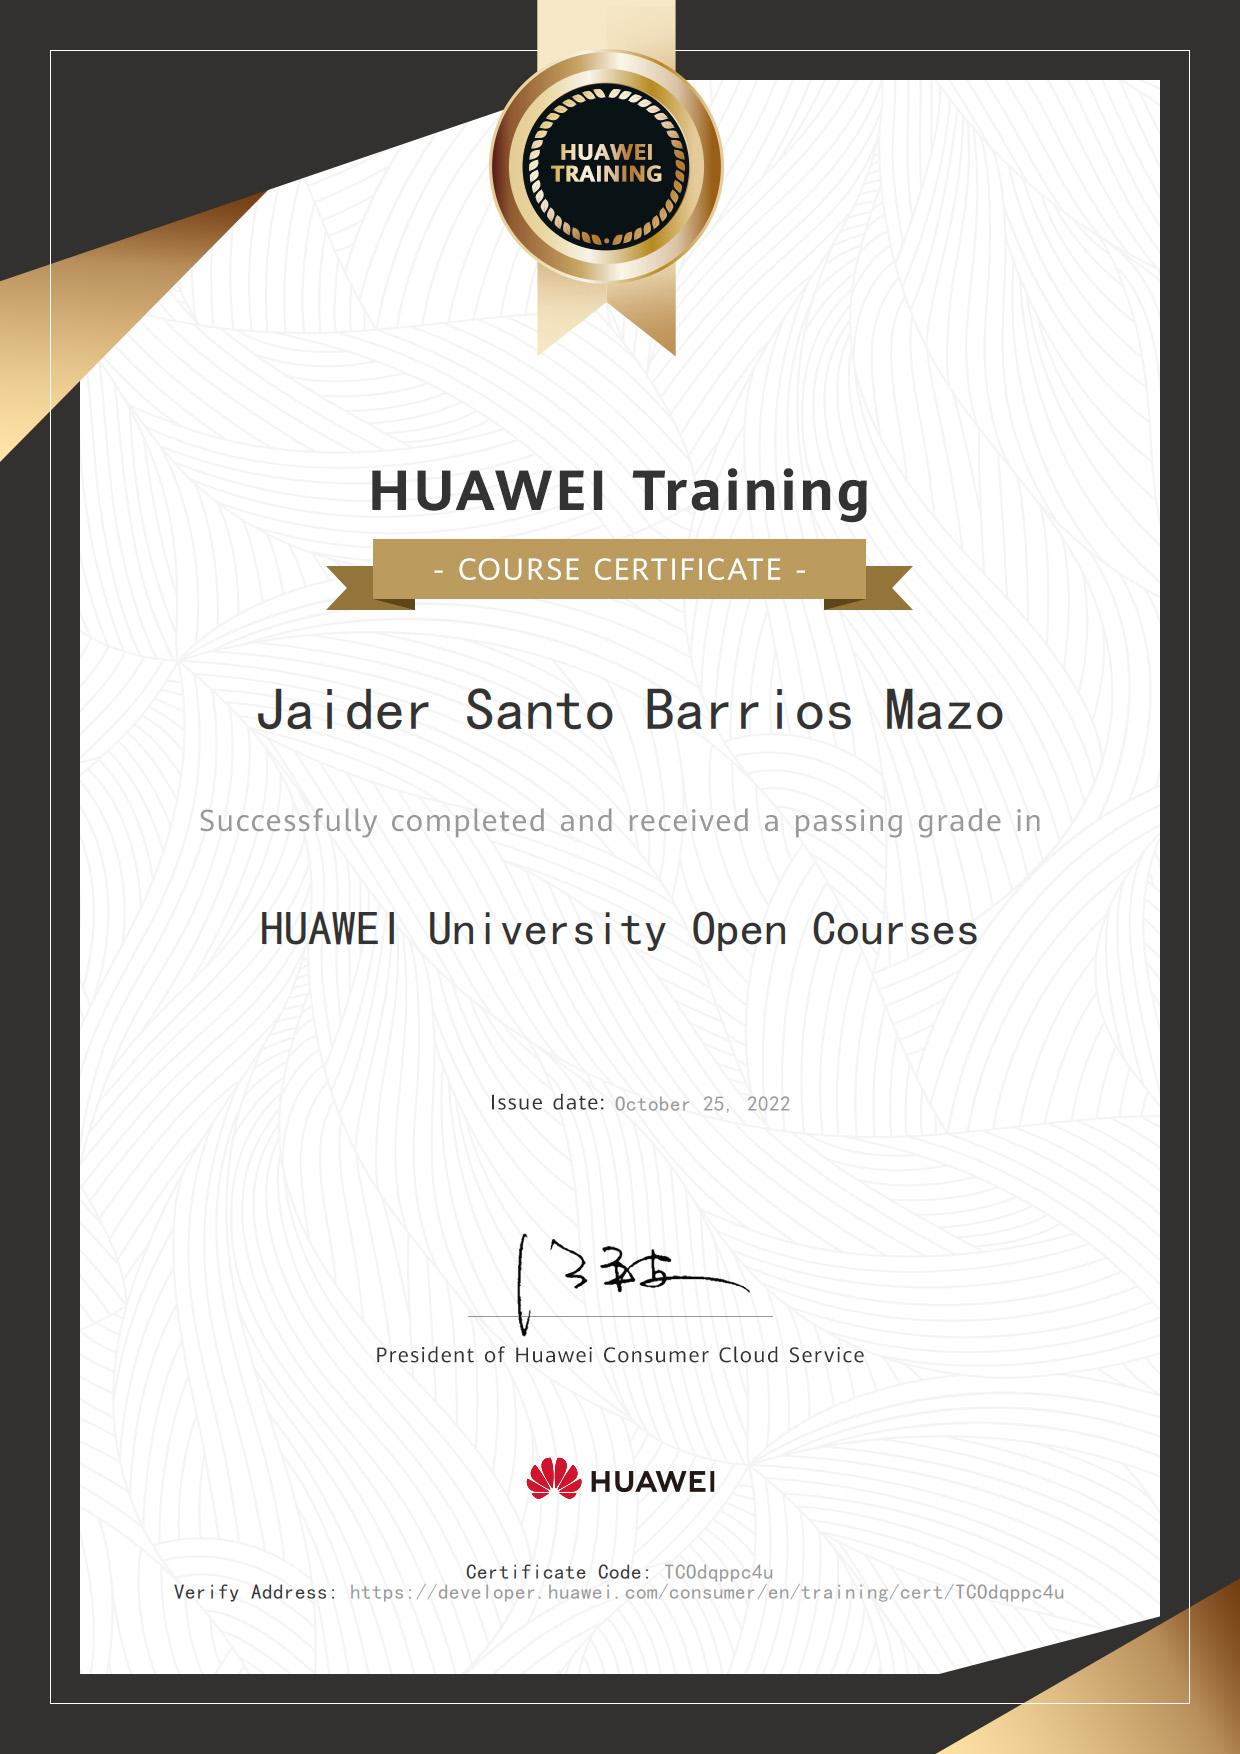 HUAWEI
TRAINING
HUAWEI Training
- COURSE CERTIFICATE -
Jaider Santo Barrios Mazo
Successfully completed and received a passing grade in
HUAWEI University Open Courses
Issue date: October 25, 2022
President of Huawei Consumer Cloud Service
HUAWEI
Certificate Code: TCOdqppc4u
Verify Address: https://developer.huawei.com/consumer/en/training/cert/TCOdqppc4u